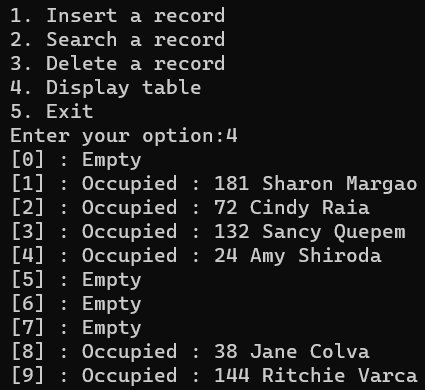 1. Insert a record
2. Search a record
3. Delete a record
4. Display table
5. Exit
Enter your option:4
[0] : Empty
[1] : Occupied : 181 Sharon Margao
[2] : Occupied : 72 Cindy Raia
[3] : Occupied : 132 Sancy Quepem
[4] : Occupied : 24 Amy Shiroda
[5] : Empty
[6] : Empty
[7] : Empty
[8] : Occupied : 38 Jane Colva
[9] : Occupied : 144 Ritchie Varca